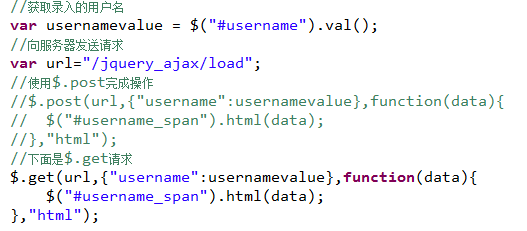 //获取录入的用户名
var usernamevalue = $("#username").val();
//向服务器发送请求
var url="/jquery_ajax/load";
//使用$.post完成操作
//$.post(url,{"username":usernamevalue},function(data){
//  $("#username_span").html(data);
//},"html");
//下面是$.get请求
$.get(url,{"username":usernamevalue},function(data){
    $("#username_span").html(data);
},"html");